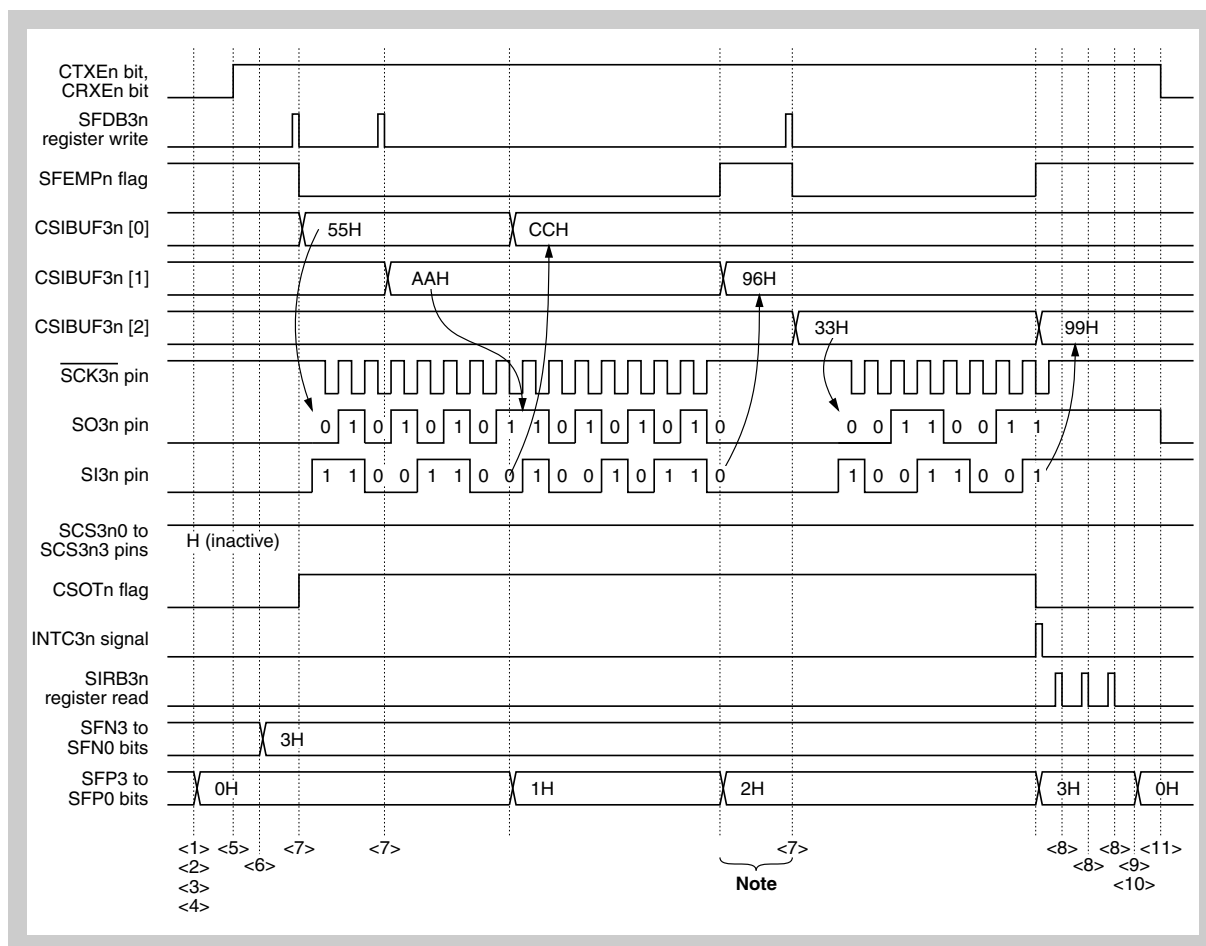 CTXEn bit,
CRXEn bit
SFDB3n
register write
SFEMPn flag
CSIBUF3n [0]
55H
CCH
CSIBUF3n [1]
AAH
96H
CSIBUF3n [2]
33H
99H
SCK3n pin
SO3n pin
0 1 0 1 0 1 0 1 1 0 1 0 1 0 1 0
0 0 1 1 0 0 1 1
SI3n pin
1 1 0 0 1 1 0 0 1 0 0 1 0 1 1 0
1 0 0 1 1 0 0 1
SCS3n0 to
SCS3n3 pins
H (inactive)
CSOTn flag
INTC3n signal
SIRB3n
register read
SFN3 to
SFN0 bits
3H
SFP3 to
SFP0 bits
0H
1H
2H
3H
0H
<1> <5> <7> <7> <7> <8> <8> <11>
<2> <6> <8> <9>
<3> <10>
<4>
Note